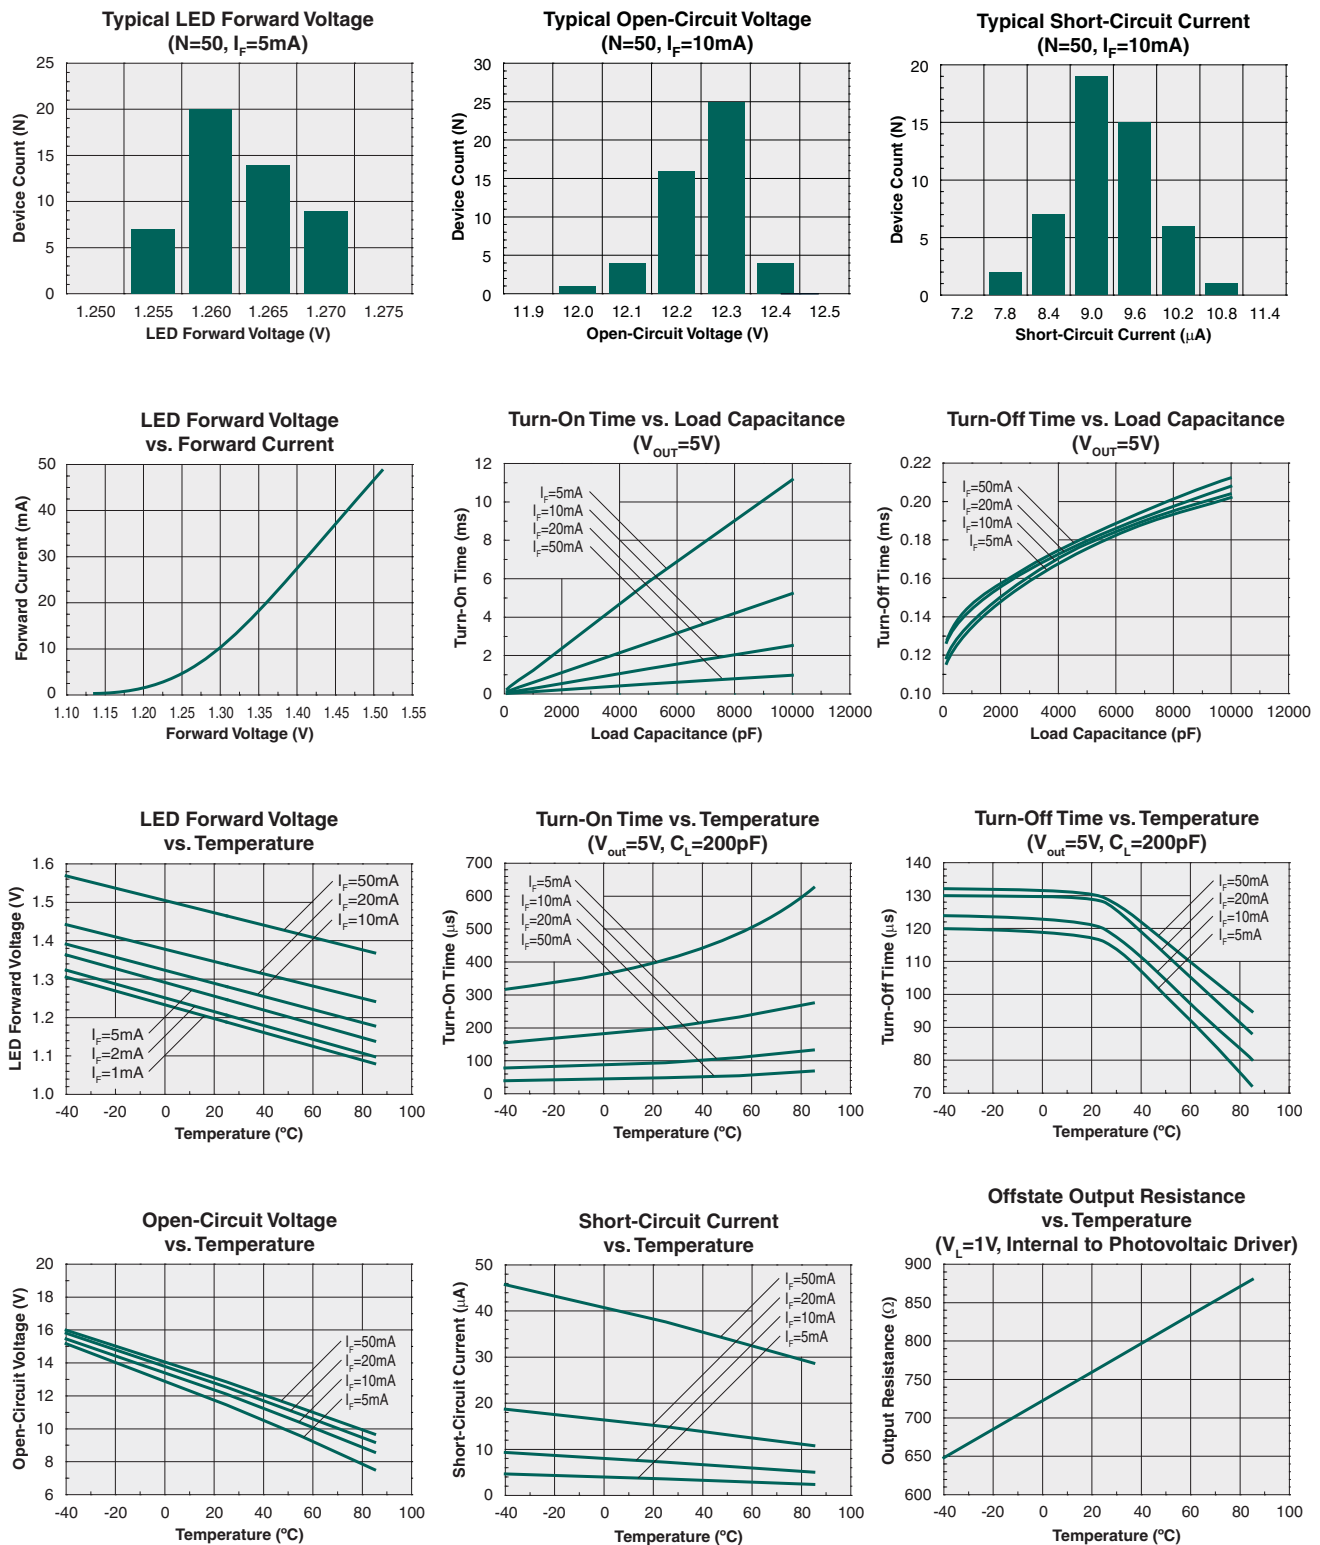 Typical LED Forward Voltage
(N=50, IF=5mA)
Device Count (N)
25
20
15
10
5
0
1.250 1.255 1.260 1.265 1.270 1.275
LED Forward Voltage (V)
Typical Open-Circuit Voltage
(N=50, IF=10mA)
Device Count (N)
30
25
20
15
10
5
0
11.9 12.0 12.1 12.2 12.3 12.4 12.5
Open-Circuit Voltage (V)
Typical Short-Circuit Current
(N=50, IF=10mA)
Device Count (N)
20
15
10
5
0
7.2 7.8 8.4 9.0 9.6 10.2 10.8 11.4
Short-Circuit Current (μA)
LED Forward Voltage
vs. Forward Current
Forward Current (mA)
50
40
30
20
10
0
1.10 1.15 1.20 1.25 1.30 1.35 1.40 1.45 1.50 1.55
Forward Voltage (V)
Turn-On Time vs. Load Capacitance
(VOUT=5V)
Turn-On Time (ms)
12
10
8
6
4
2
0
IF=5mA
IF=10mA
IF=20mA
IF=50mA
0 2000 4000 6000 8000 10000 12000
Load Capacitance (pF)
Turn-Off Time vs. Load Capacitance
(VOUT=5V)
Turn-Off Time (ms)
0.22
0.20
0.18
0.16
0.14
0.12
0.10
IF=50mA
IF=20mA
IF=10mA
IF=5mA
0 2000 4000 6000 8000 10000 12000
Load Capacitance (pF)
LED Forward Voltage
vs. Temperature
LED Forward Voltage (V)
1.6
1.5
1.4
1.3
1.2
1.1
1.0
IF=50mA
IF=20mA
IF=10mA
IF=5mA
IF=2mA
IF=1mA
-40 -20 0 20 40 60 80 100
Temperature (ºC)
Turn-On Time vs. Temperature
(Vout=5V, CL=200pF)
Turn-On Time (μs)
700
600
500
400
300
200
100
0
IF=5mA
IF=10mA
IF=20mA
IF=50mA
-40 -20 0 20 40 60 80 100
Temperature (ºC)
Turn-Off Time vs. Temperature
(Vout=5V, CL=200pF)
Turn-Off Time (μs)
140
130
120
110
100
90
80
70
IF=50mA
IF=20mA
IF=10mA
IF=5mA
-40 -20 0 20 40 60 80 100
Temperature (ºC)
Open-Circuit Voltage
vs. Temperature
Open-Circuit Voltage (V)
20
18
16
14
12
10
8
6
IF=50mA
IF=20mA
IF=10mA
IF=5mA
-40 -20 0 20 40 60 80 100
Temperature (ºC)
Short-Circuit Current
vs. Temperature
Short-Circuit Current (μA)
50
40
30
20
10
0
IF=50mA
IF=20mA
IF=10mA
IF=5mA
-40 -20 0 20 40 60 80 100
Temperature (ºC)
Offstate Output Resistance
vs. Temperature
(VL=1V, Internal to Photovoltaic Driver)
Output Resistance (Ω)
900
850
800
750
700
650
600
-40 -20 0 20 40 60 80 100
Temperature (ºC)